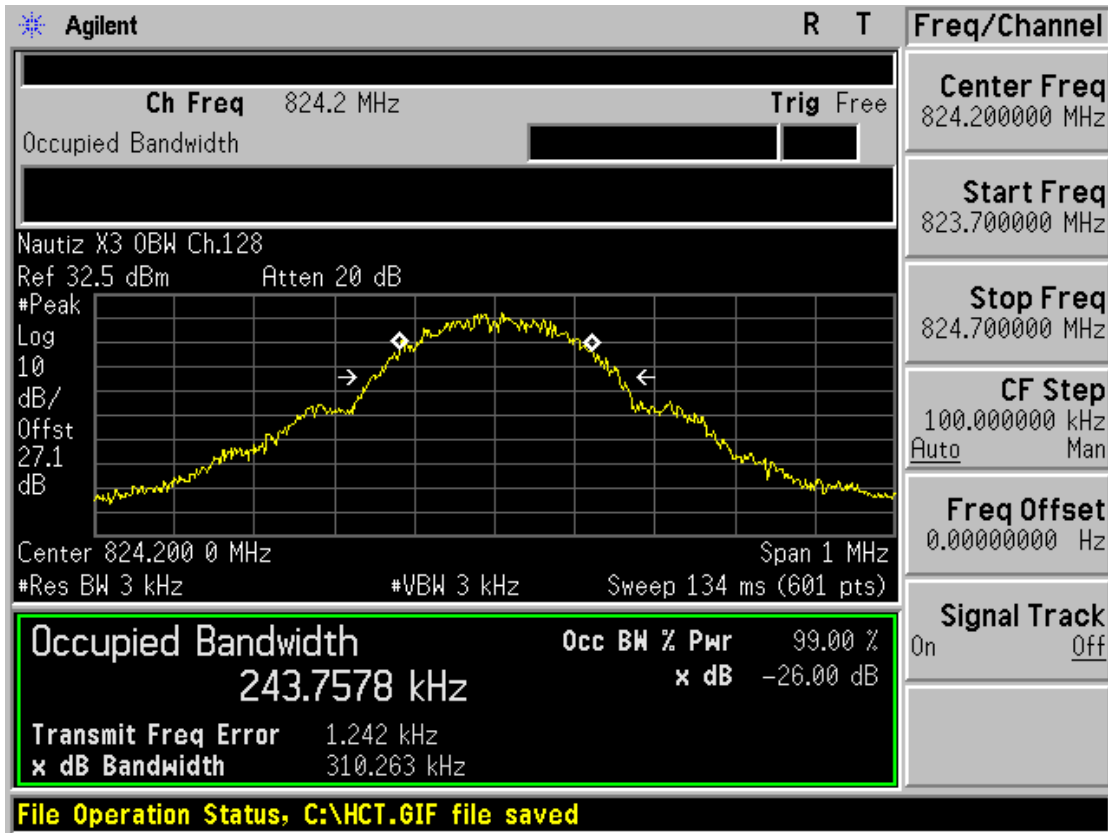 Agilent R T
Ch Freq 824.2 MHz Trig Free
Occupied Bandwidth
Nautiz X3 OBW Ch.128
Ref 32.5 dBm Atten 20 dB
#Peak
Log
10
dB/
Offst
27.1
dB
Center 824.200 0 MHz Span 1 MHz
#Res BW 3 kHz #VBW 3 kHz Sweep 134 ms (601 pts)
Occupied Bandwidth Occ BW % Pwr 99.00 %
243.7578 kHz x dB -26.00 dB
Transmit Freq Error 1.242 kHz
x dB Bandwidth 310.263 kHz
File Operation Status, C:\HCT.GIF file saved
Freq/Channel
Center Freq
824.200000 MHz
Start Freq
823.700000 MHz
Stop Freq
824.700000 MHz
CF Step
100.000000 kHz
Auto Man
Freq Offset
0.00000000 Hz
Signal Track
On Off